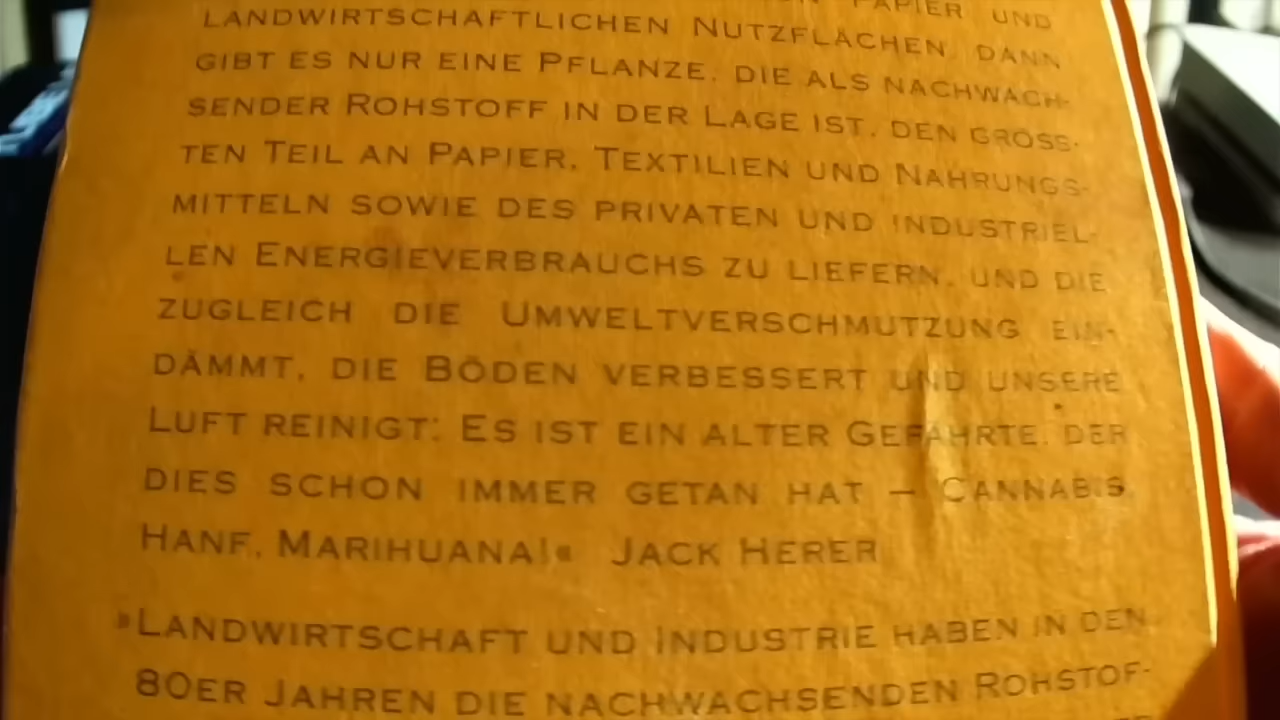 PAPIER UND
LANDWIRTSCHAFTLICHEN NUTZFLÄCHEN, DANN
GIBT ES NUR EINE PFLANZE, DIE ALS NACHWACH-
SENDER ROHSTOFF IN DER LAGE IST, DEN GRÖSS-
TEN TEIL AN PAPIER, TEXTILIEN UND NAHRUNGS-
MITTELN SOWIE DES PRIVATEN UND INDUSTRIEL-
LEN ENERGIEVERBRAUCHS ZU LIEFERN, UND DIE
ZUGLEICH DIE UMWELTVERSCHMUTZUNG EIN-
DÄMMT, DIE BÖDEN VERBESSERT UND UNSERE
LUFT REINIGT: ES IST EIN ALTER GEFÄHRTE, DER
DIES SCHON IMMER GETAN HAT – CANNABIS,
HANF, MARIHUANA!« JACK HERER
»LANDWIRTSCHAFT UND INDUSTRIE HABEN IN DEN
80ER JAHREN DIE NACHWACHSENDEN ROHSTOF-